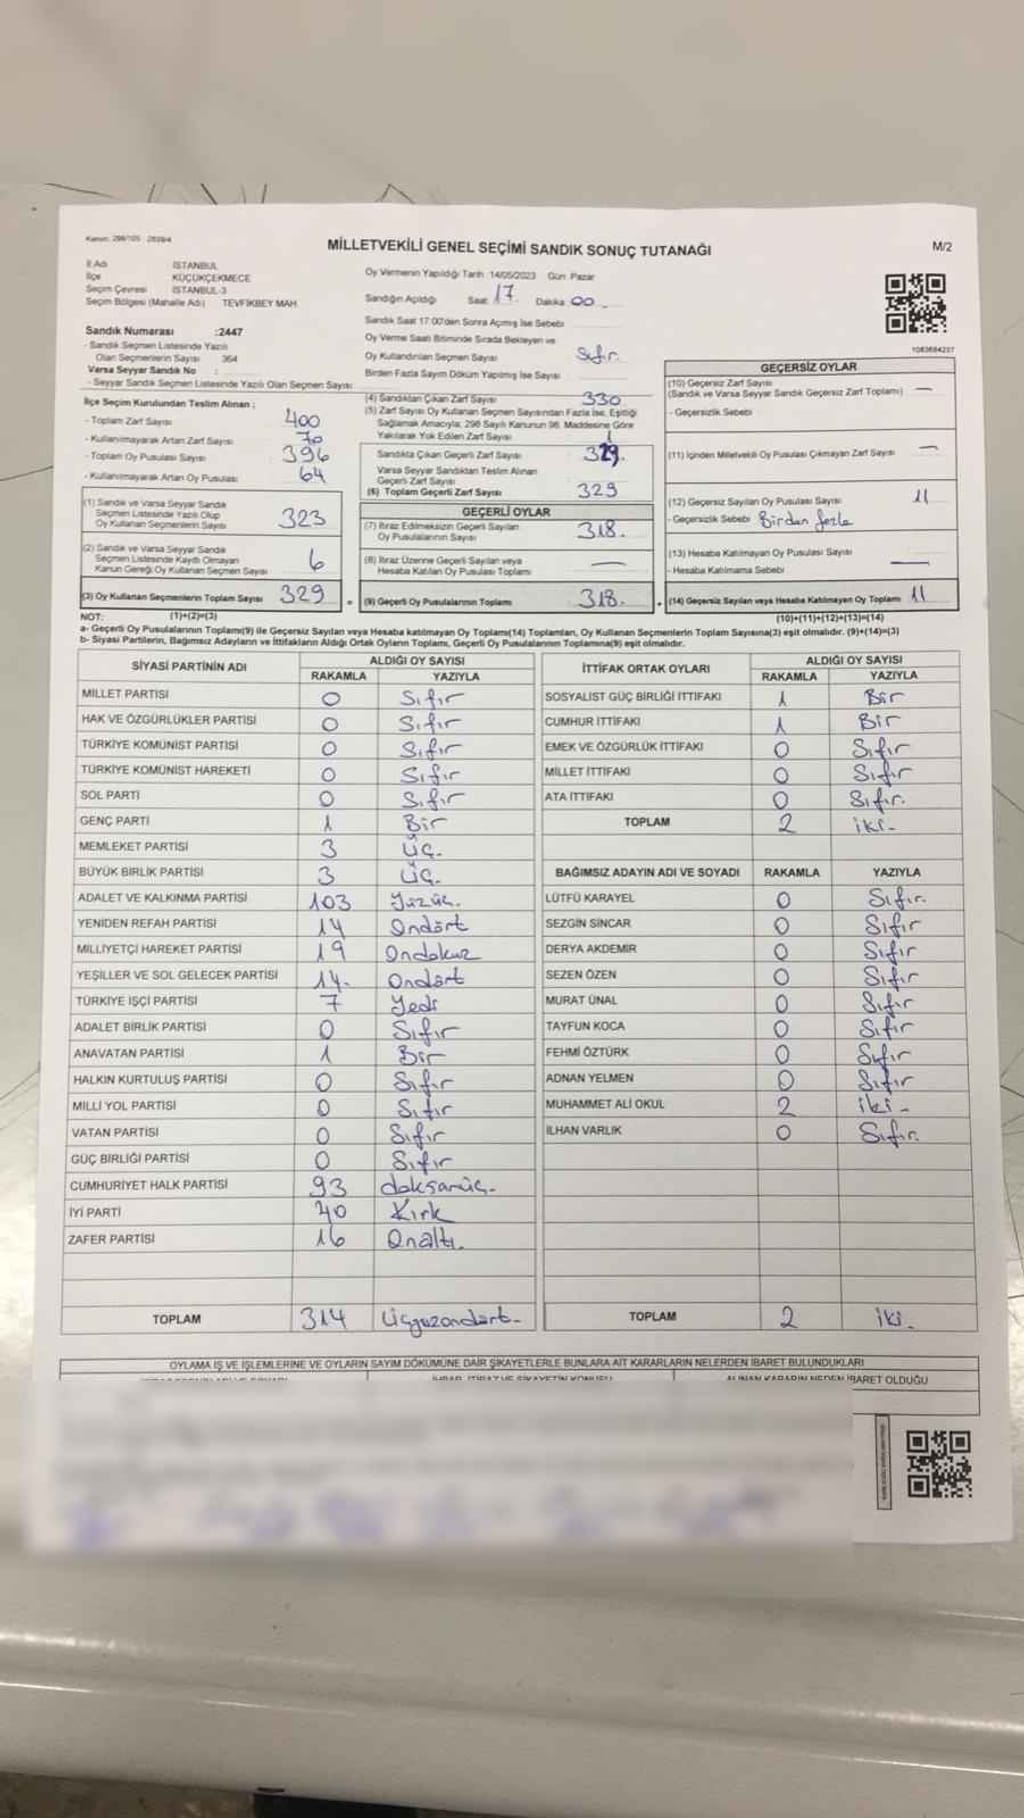 Kanun: 298/105 2839/4
MİLLETVEKİLİ GENEL SEÇİMİ SANDIK SONUÇ TUTANAĞI
M/2
İl Adı İSTANBUL
İlçe KÜÇÜKÇEKMECE
Seçim Çevresi İSTANBUL-3
Seçim Bölgesi (Mahalle Adı) TEVFİKBEY MAH.
Sandık Numarası :2447
- Sandık Seçmen Listesinde Yazılı
Olan Seçmenlerin Sayısı 364
Varsa Seyyar Sandık No :
- Seyyar Sandık Seçmen Listesinde Yazılı Olan Seçmen Sayısı:
İlçe Seçim Kurulundan Teslim Alınan ;
- Toplam Zarf Sayısı 400
- Kullanılmayarak Artan Zarf Sayısı 70
- Toplam Oy Pusulası Sayısı 396
- Kullanılmayarak Artan Oy Pusulası 64
(1) Sandık ve Varsa Seyyar Sandık
Seçmen Listesinde Yazılı Olup
Oy Kullanan Seçmenlerin Sayısı 323
(2) Sandık ve Varsa Seyyar Sandık
Seçmen Listesinde Kayıtlı Olmayan
Kanun Gereği Oy Kullanan Seçmen Sayısı 6
(3) Oy Kullanan Seçmenlerin Toplam Sayısı 329
Oy Vermenin Yapıldığı Tarih :14/05/2023 Gün :Pazar
Sandığın Açıldığı Saat 17. Dakika 00
Sandık Saat 17:00'den Sonra Açılmış İse Sebebi
Oy Verme Saati Bitiminde Sırada Bekleyen ve
Oy Kullandırılan Seçmen Sayısı Sıfır.
Birden Fazla Sayım Döküm Yapılmış İse Sayısı
(4) Sandıktan Çıkan Zarf Sayısı 330
(5) Zarf Sayısı Oy Kullanan Seçmen Sayısından Fazla İse, Eşitliği
Sağlamak Amacıyla, 298 Sayılı Kanunun 98. Maddesine Göre
Yakılarak Yok Edilen Zarf Sayısı 1
Sandıkta Çıkan Geçerli Zarf Sayısı 329.
Varsa Seyyar Sandıktan Teslim Alınan
Geçerli Zarf Sayısı
(6) Toplam Geçerli Zarf Sayısı 329
GEÇERLİ OYLAR
(7) İtiraz Edilmeksizin Geçerli Sayılan
Oy Pusulalarının Sayısı 318.
(8) İtiraz Üzerine Geçerli Sayılan veya
Hesaba Katılan Oy Pusulası Toplamı —
= (9) Geçerli Oy Pusulalarının Toplamı 318.
1083684237
GEÇERSİZ OYLAR
(10) Geçersiz Zarf Sayısı
(Sandık ve Varsa Seyyar Sandık Geçersiz Zarf Toplamı) —
- Geçersizlik Sebebi
(11) İçinden Milletvekili Oy Pusulası Çıkmayan Zarf Sayısı —
(12) Geçersiz Sayılan Oy Pusulası Sayısı 11
- Geçersizlik Sebebi Birden fazla
(13) Hesaba Katılmayan Oy Pusulası Sayısı
- Hesaba Katılmama Sebebi —
+ (14) Geçersiz Sayılan veya Hesaba Katılmayan Oy Toplamı 11
NOT: (1)+(2)=(3) (10)+(11)+(12)+(13)=(14)
a- Geçerli Oy Pusulalarının Toplamı(9) ile Geçersiz Sayılan veya Hesaba katılmayan Oy Toplamı(14) Toplamları, Oy Kullanan Seçmenlerin Toplam Sayısına(3) eşit olmalıdır. (9)+(14)=(3)
b- Siyasi Partilerin, Bağımsız Adayların ve İttifakların Aldığı Ortak Oyların Toplamı, Geçerli Oy Pusulalarının Toplamına(9) eşit olmalıdır.
SİYASİ PARTİNİN ADI ALDIĞI OY SAYISI
RAKAMLA YAZIYLA
MİLLET PARTİSİ 0 Sıfır
HAK VE ÖZGÜRLÜKLER PARTİSİ 0 Sıfır
TÜRKİYE KOMÜNİST PARTİSİ 0 Sıfır
TÜRKİYE KOMÜNİST HAREKETİ 0 Sıfır
SOL PARTİ 0 Sıfır
GENÇ PARTİ 1 Bir
MEMLEKET PARTİSİ 3 Üç.
BÜYÜK BİRLİK PARTİSİ 3 Üç.
ADALET VE KALKINMA PARTİSİ 103 Yüzüç.
YENİDEN REFAH PARTİSİ 14 Ondört
MİLLİYETÇİ HAREKET PARTİSİ 19 Ondokuz
YEŞİLLER VE SOL GELECEK PARTİSİ 14. Ondört
TÜRKİYE İŞÇİ PARTİSİ 7 Yedi
ADALET BİRLİK PARTİSİ 0 Sıfır
ANAVATAN PARTİSİ 1 Bir
HALKIN KURTULUŞ PARTİSİ 0 Sıfır
MİLLİ YOL PARTİSİ 0 Sıfır
VATAN PARTİSİ 0 Sıfır
GÜÇ BİRLİĞİ PARTİSİ 0 Sıfır
CUMHURİYET HALK PARTİSİ 93 doksanüç.
İYİ PARTİ 40 Kırk
ZAFER PARTİSİ 16 Onaltı.
TOPLAM 314 Üçyüzondört.
İTTİFAK ORTAK OYLARI ALDIĞI OY SAYISI
RAKAMLA YAZIYLA
SOSYALİST GÜÇ BİRLİĞİ İTTİFAKI 1 Bir
CUMHUR İTTİFAKI 1 Bir
EMEK VE ÖZGÜRLÜK İTTİFAKI 0 Sıfır
MİLLET İTTİFAKI 0 Sıfır
ATA İTTİFAKI 0 Sıfır.
TOPLAM 2 iki-
BAĞIMSIZ ADAYIN ADI VE SOYADI RAKAMLA YAZIYLA
LÜTFÜ KARAYEL 0 Sıfır.
SEZGİN SİNCAR 0 Sıfır
DERYA AKDEMİR 0 Sıfır
SEZEN ÖZEN 0 Sıfır
MURAT ÜNAL 0 Sıfır
TAYFUN KOCA 0 Sıfır
FEHMİ ÖZTÜRK 0 Sıfır
ADNAN YELMEN 0 Sıfır
MUHAMMET ALİ OKUL 2 iki-
İLHAN VARLIK 0 Sıfır.
TOPLAM 2 iki.
OYLAMA İŞ VE İŞLEMLERİNE VE OYLARIN SAYIM DÖKÜMÜNE DAİR ŞİKAYETLERLE BUNLARA AİT KARARLARIN NELERDEN İBARET BULUNDUKLARI
İHBAR, İTİRAZ VE ŞİKAYETİN KONUSU
ALINAN KARARIN NEDEN İBARET OLDUĞU